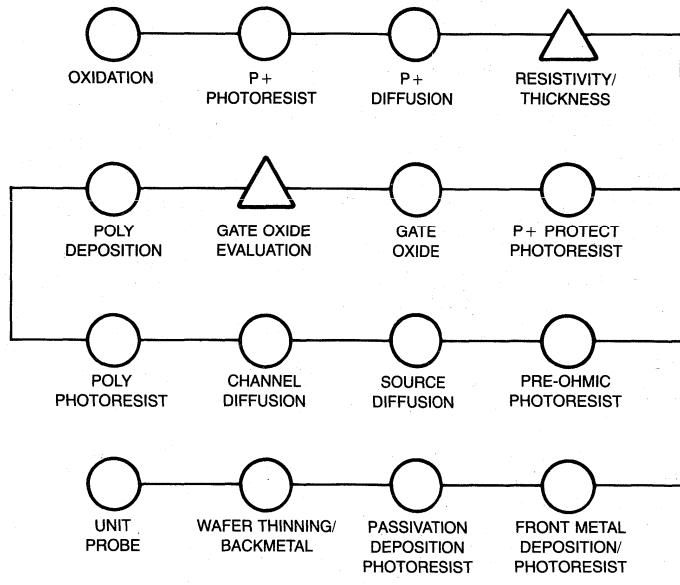 OXIDATION
P+
PHOTORESIST
P+
DIFFUSION
RESISTIVITY/
THICKNESS
POLY
DEPOSITION
GATE OXIDE
EVALUATION
GATE
OXIDE
P+ PROTECT
PHOTORESIST
POLY
PHOTORESIST
CHANNEL
DIFFUSION
SOURCE
DIFFUSION
PRE-OHMIC
PHOTORESIST
UNIT
PROBE
WAFER THINNING/
BACKMETAL
PASSIVATION
DEPOSITION
PHOTORESIST
FRONT METAL
DEPOSITION/
PHOTORESIST